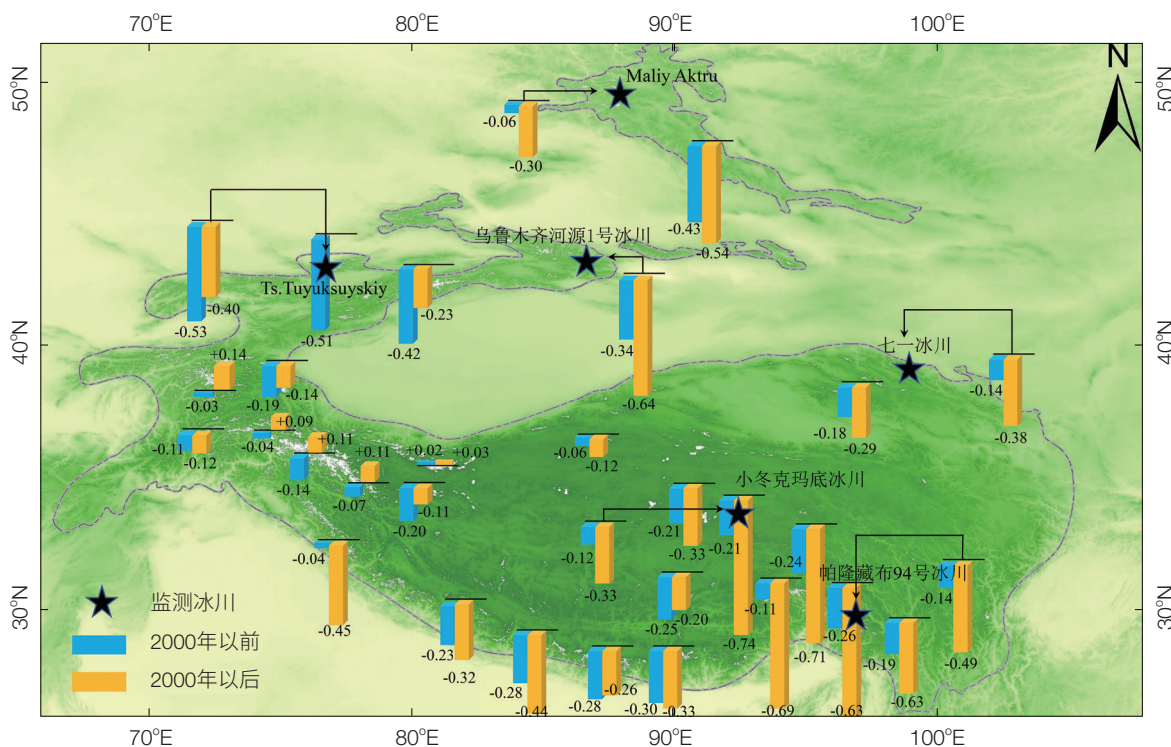 70°E
80°E
90°E
100°E
50°N
40°N
30°N
50°N
40°N
30°N
N
Maliy Aktru
-0.06
-0.30
-0.43
-0.54
乌鲁木齐河源1号冰川
-0.40
-0.53
Ts.Tuyuksuyskiy
-0.51
-0.23
-0.42
-0.34
-0.64
七一冰川
-0.14
-0.38
-0.18
-0.29
+0.14
-0.03
-0.14
-0.19
+0.09
-0.04
-0.11
-0.12
+0.11
-0.14
+0.11
-0.07
+0.02
+0.03
-0.11
-0.20
-0.06
-0.12
小冬克玛底冰川
-0.21
-0.33
-0.21
-0.74
-0.12
-0.33
-0.24
-0.71
帕隆藏布94号冰川
-0.14
-0.49
-0.04
-0.45
-0.25
-0.20
-0.11
-0.69
-0.26
-0.63
-0.19
-0.63
-0.23
-0.32
-0.28
-0.44
-0.28
-0.26
-0.30
-0.33
监测冰川
2000年以前
2000年以后
70°E
80°E
90°E
100°E